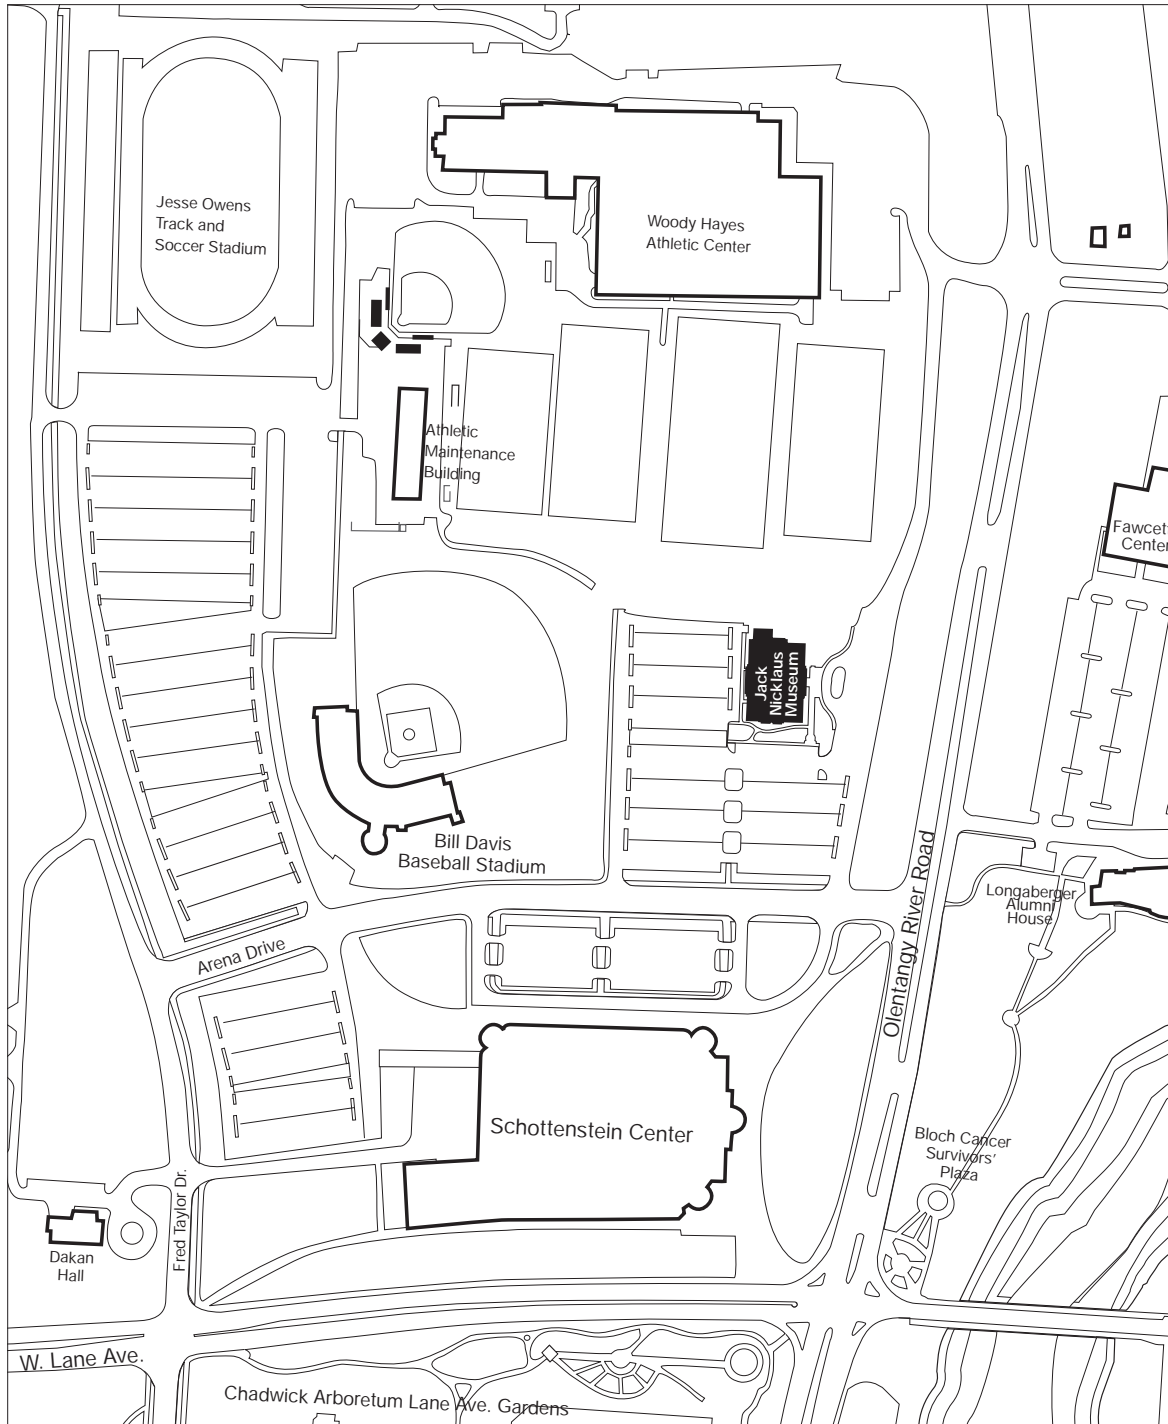 Jesse Owens
Track and
Soccer Stadium
Woody Hayes
Athletic Center
Athletic
Maintenance
Building
Fawcett
Center
Jack
Nicklaus
Museum
Bill Davis
Baseball Stadium
Olentangy River Road
Longaberger
Alumni
House
Arena Drive
Schottenstein Center
Bloch Cancer
Survivors'
Plaza
Fred Taylor Dr.
Dakan
Hall
W. Lane Ave.
Chadwick Arboretum Lane Ave. Gardens